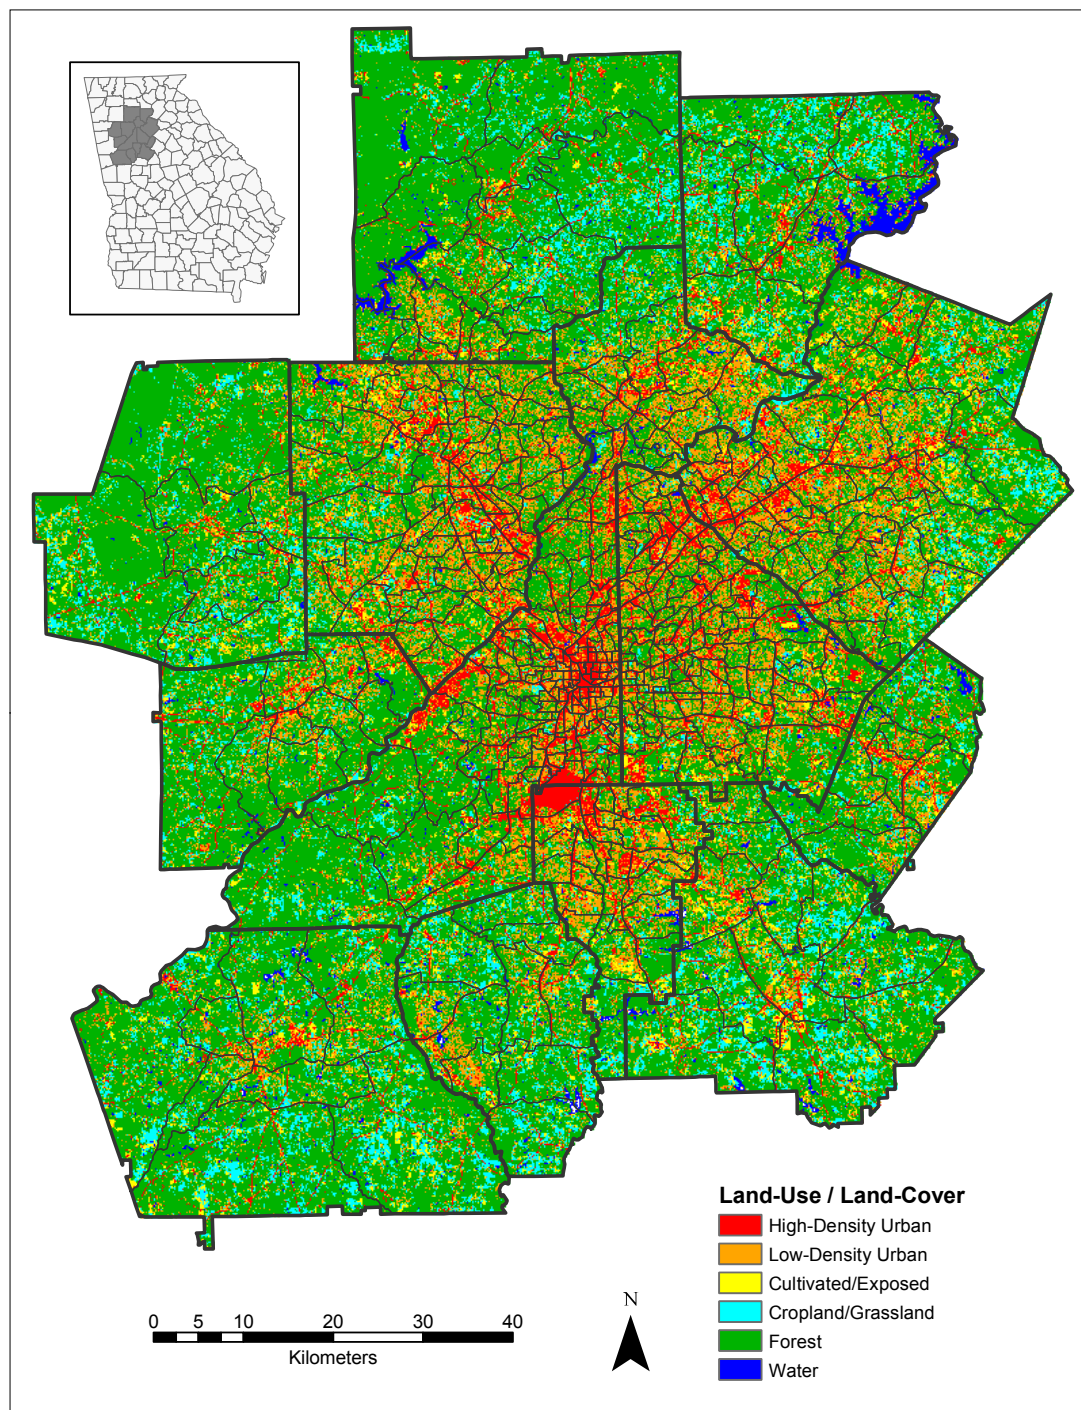 Land-Use / Land-Cover
High-Density Urban
Low-Density Urban
Cultivated/Exposed
Cropland/Grassland
Forest
Water
N
0 5 10 20 30 40
Kilometers